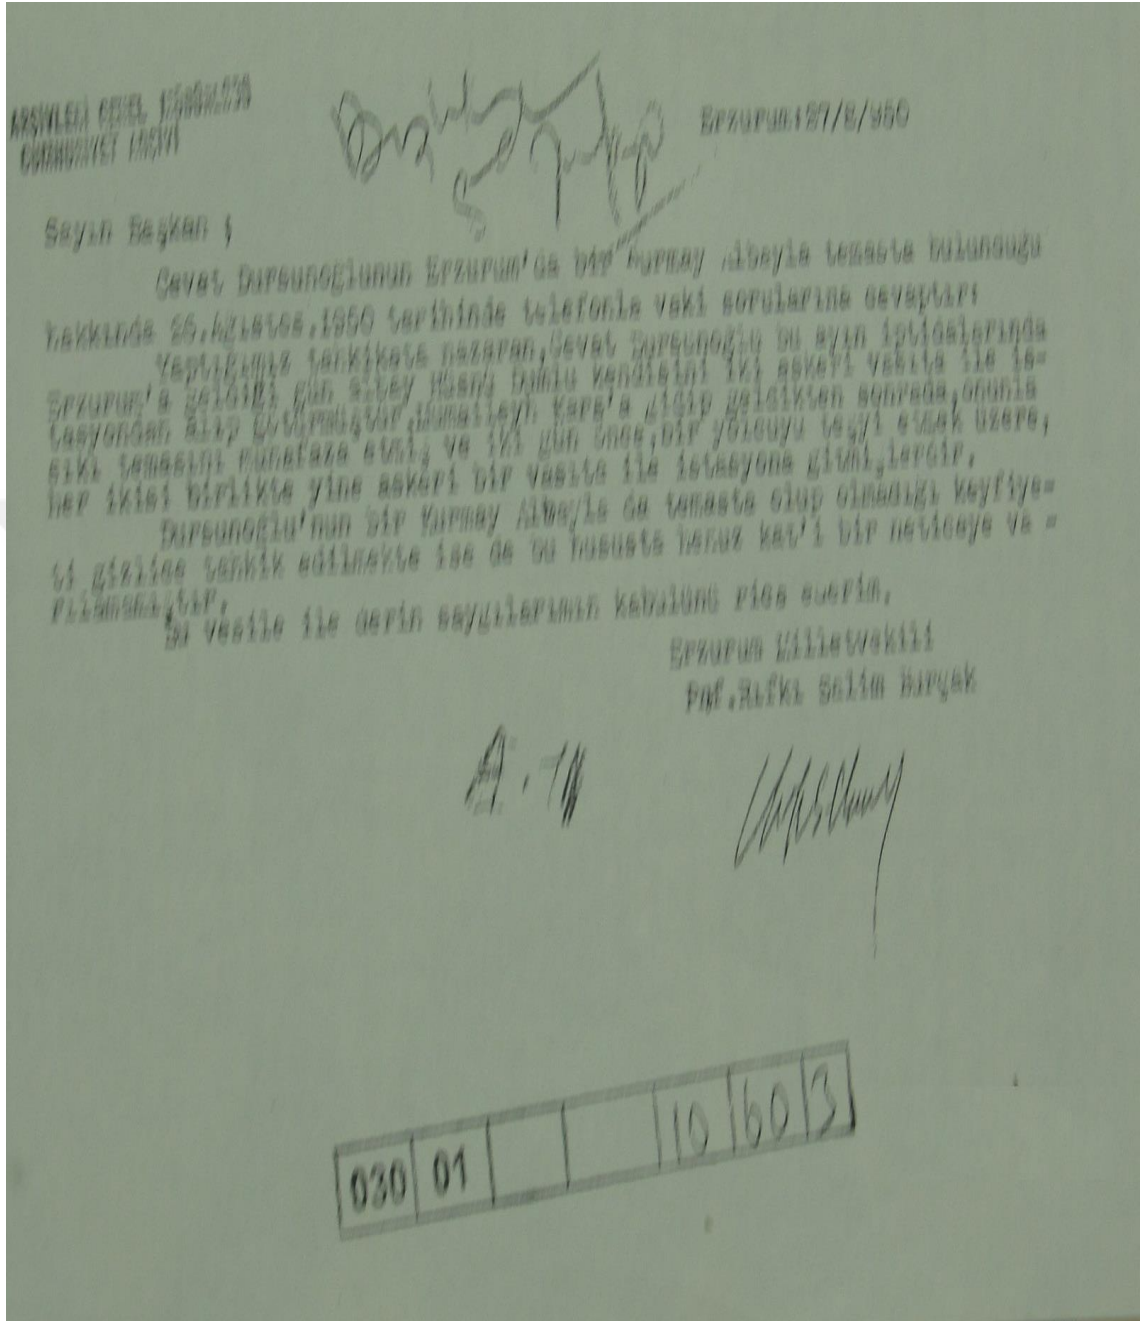 ARŞİVLERİ GENEL MÜDÜRLÜĞÜ
CUMHURİYET ARŞİVİ
Erzurum:27/8/950
Sayın Başkan ;
Cevat Dursunoğlunun Erzurum'da bir Kurmay Albayla temasta bulunduğu
hakkında 26.Ağustos.1950 tarihinde telefonla vaki sorularına cevaptır:
Yaptığımız tahkikata nazaran,Cevat Dursunoğlu bu ayın iptidalarında
Erzurum'a geldiği gün albay kendisini iki askeri vasıta ile is=
tasyondan alıp götürmüştür.Mumaileyh Kars'a gidip geldikten sonrada,onunla
sıkı temasını muhafaza etmiş ve iki gün önce,bir yolcuyu teşyi etmek üzere,
her ikisi birlikte yine askeri bir vasıta ile istasyona gitmişlerdir.
Dursunoğlu'nun bir Kurmay Albayla da temasta olup olmadığı keyfiye=
ti gizlice tahkik edilmekte ise de bu hususta henüz kat'i bir neticeye va =
rılamamıştır.
Bu vesile ile derin saygılarımın kabulünü rica ederim.
Erzurum Milletvekili
Rıfkı Salim Burçak
030 01 10 60 3